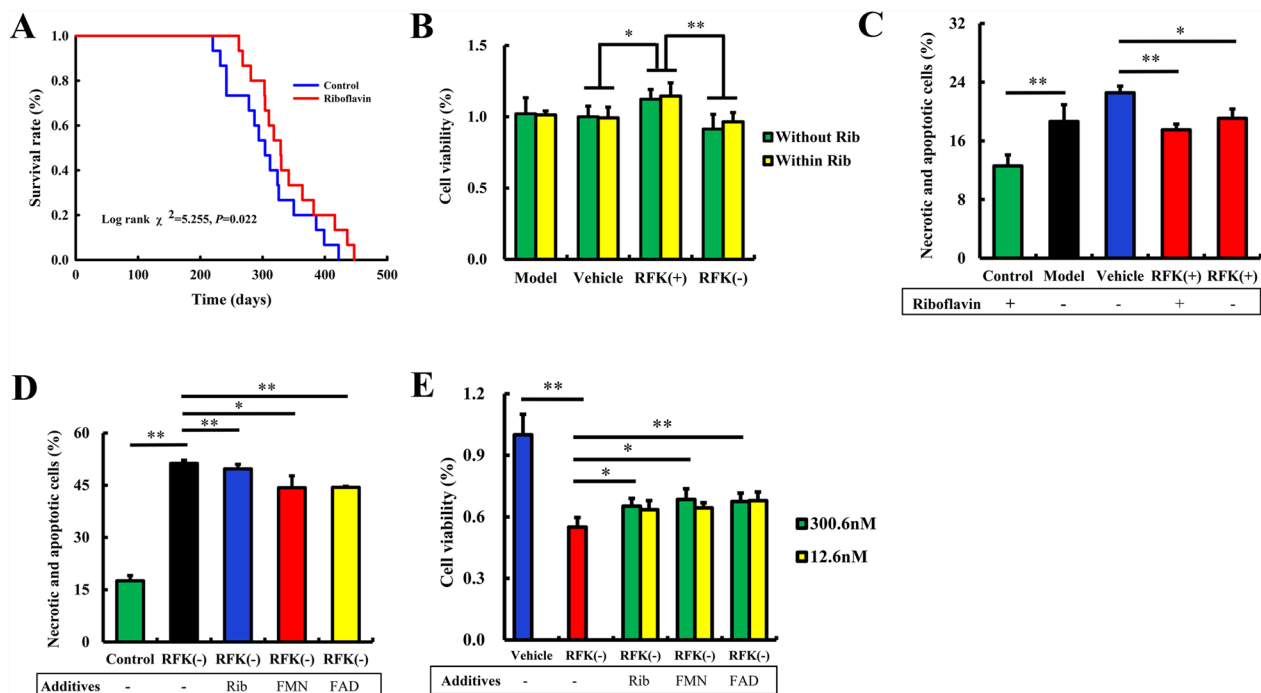 A
Survival rate (%)
1.0
0.8
0.6
0.4
0.2
0.0
Control
Riboflavin
Log rank χ 2=5.255, P=0.022
0 100 200 300 400 500
Time (days)
B
Cell viability (%)
1.5
1.0
0.5
0.0
* **
Without Rib
Within Rib
Model Vehicle RFK(+) RFK(-)
C
Necrotic and apoptotic cells (%)
32
24
16
8
0
*
**
**
Control Model Vehicle RFK(+) RFK(+)
Riboflavin + - - + -
D
Necrotic and apoptotic cells (%)
60
45
30
15
0
**
*
** **
Control RFK(-) RFK(-) RFK(-) RFK(-)
Additives - - Rib FMN FAD
E
Cell viability (%)
1.2
0.9
0.6
0.3
0.0
**
**
*
*
300.6nM
12.6nM
Vehicle RFK(-) RFK(-) RFK(-) RFK(-)
Additives - - Rib FMN FAD